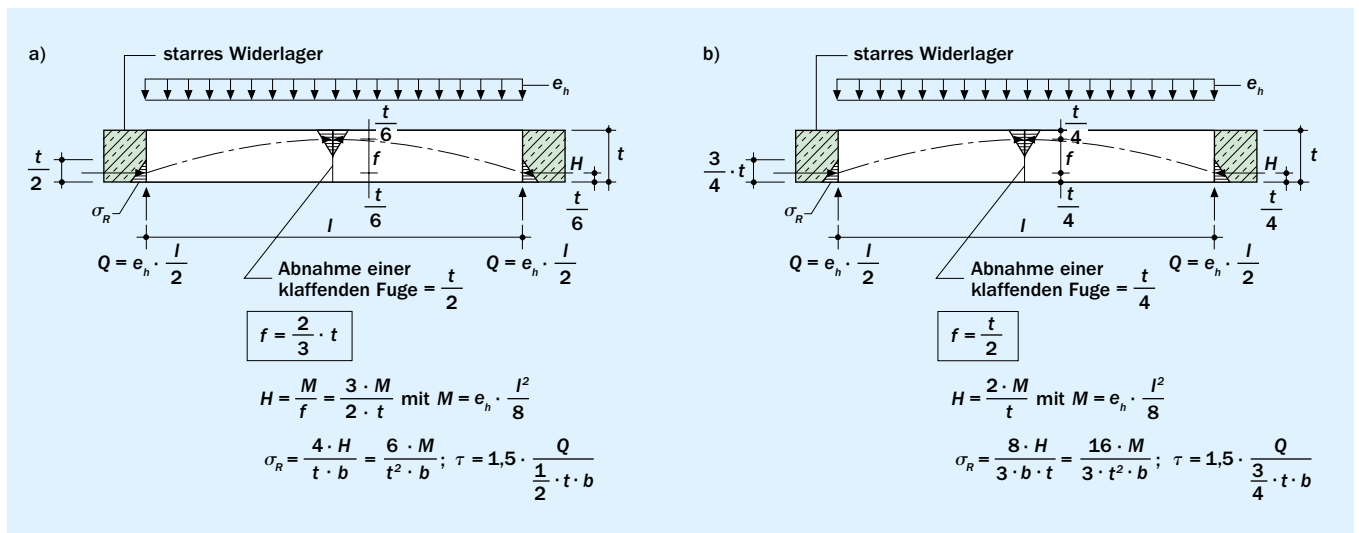 a)
starres Widerlager
e_h
t/6
t/2
f
H
t
σ_R
t/6
t/6
l
Q = e_h · l/2
Q = e_h · l/2
Abnahme einer
klaffenden Fuge = t/2
f = 2/3 · t
H = M/f = 3 · M/2 · t mit M = e_h · l²/8
σ_R = 4 · H/t · b = 6 · M/t² · b ; τ = 1,5 · Q/(1/2 · t · b)
b)
starres Widerlager
e_h
t/4
3/4 · t
f
H
t
σ_R
t/4
t/4
l
Q = e_h · l/2
Q = e_h · l/2
Abnahme einer
klaffenden Fuge = t/4
f = t/2
H = 2 · M/t mit M = e_h · l²/8
σ_R = 8 · H/3 · b · t = 16 · M/3 · t² · b ; τ = 1,5 · Q/(3/4 · t · b)